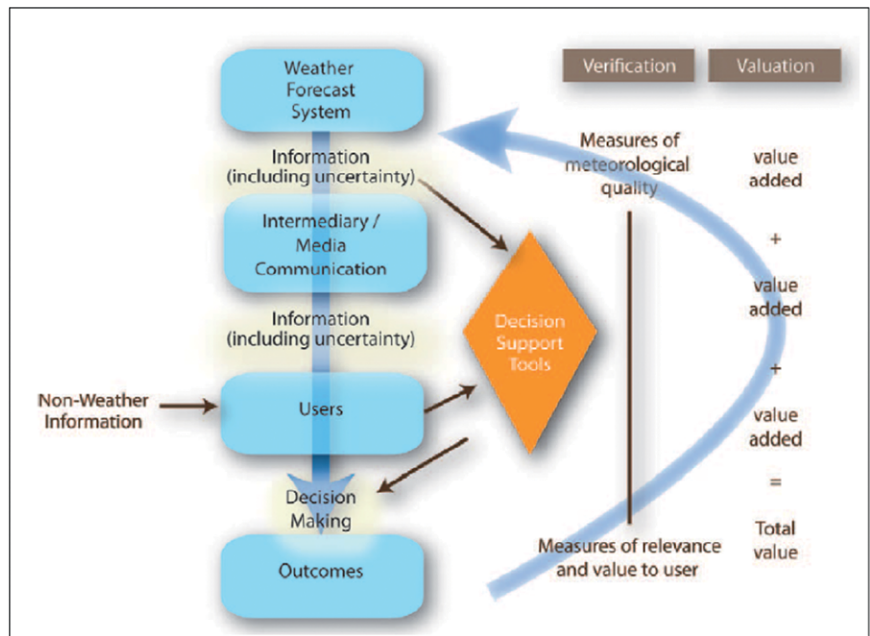 Weather
Forecast
System
Verification
Valuation
Information
(including uncertainty)
Measures of
meteorological
quality
value
added
+
Intermediary /
Media
Communication
value
added
Information
(including uncertainty)
Decision
Support
Tools
+
Non-Weather
Information
Users
value
added
=
Decision
Making
Total
value
Outcomes
Measures of relevance
and value to user